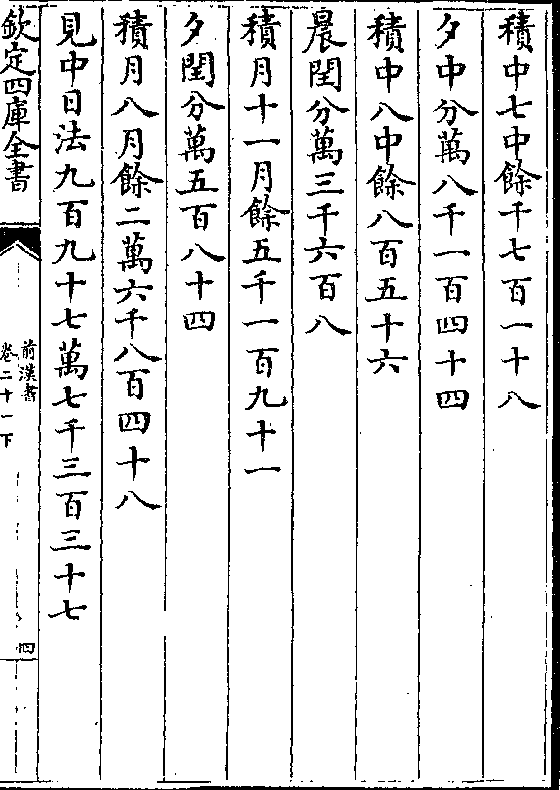 積中七中餘千七百一十八
夕中分萬八千一百四十四
積中八中餘八百五十六
晨閏分萬三千六百八
積月十一月餘五千一百九十一
夕閏分萬五百八十四
積月八月餘二萬六千八百四十八
見中日法九百九十七萬七千三百三十七
欽定四庫全書
前漢書
卷二十一下
四